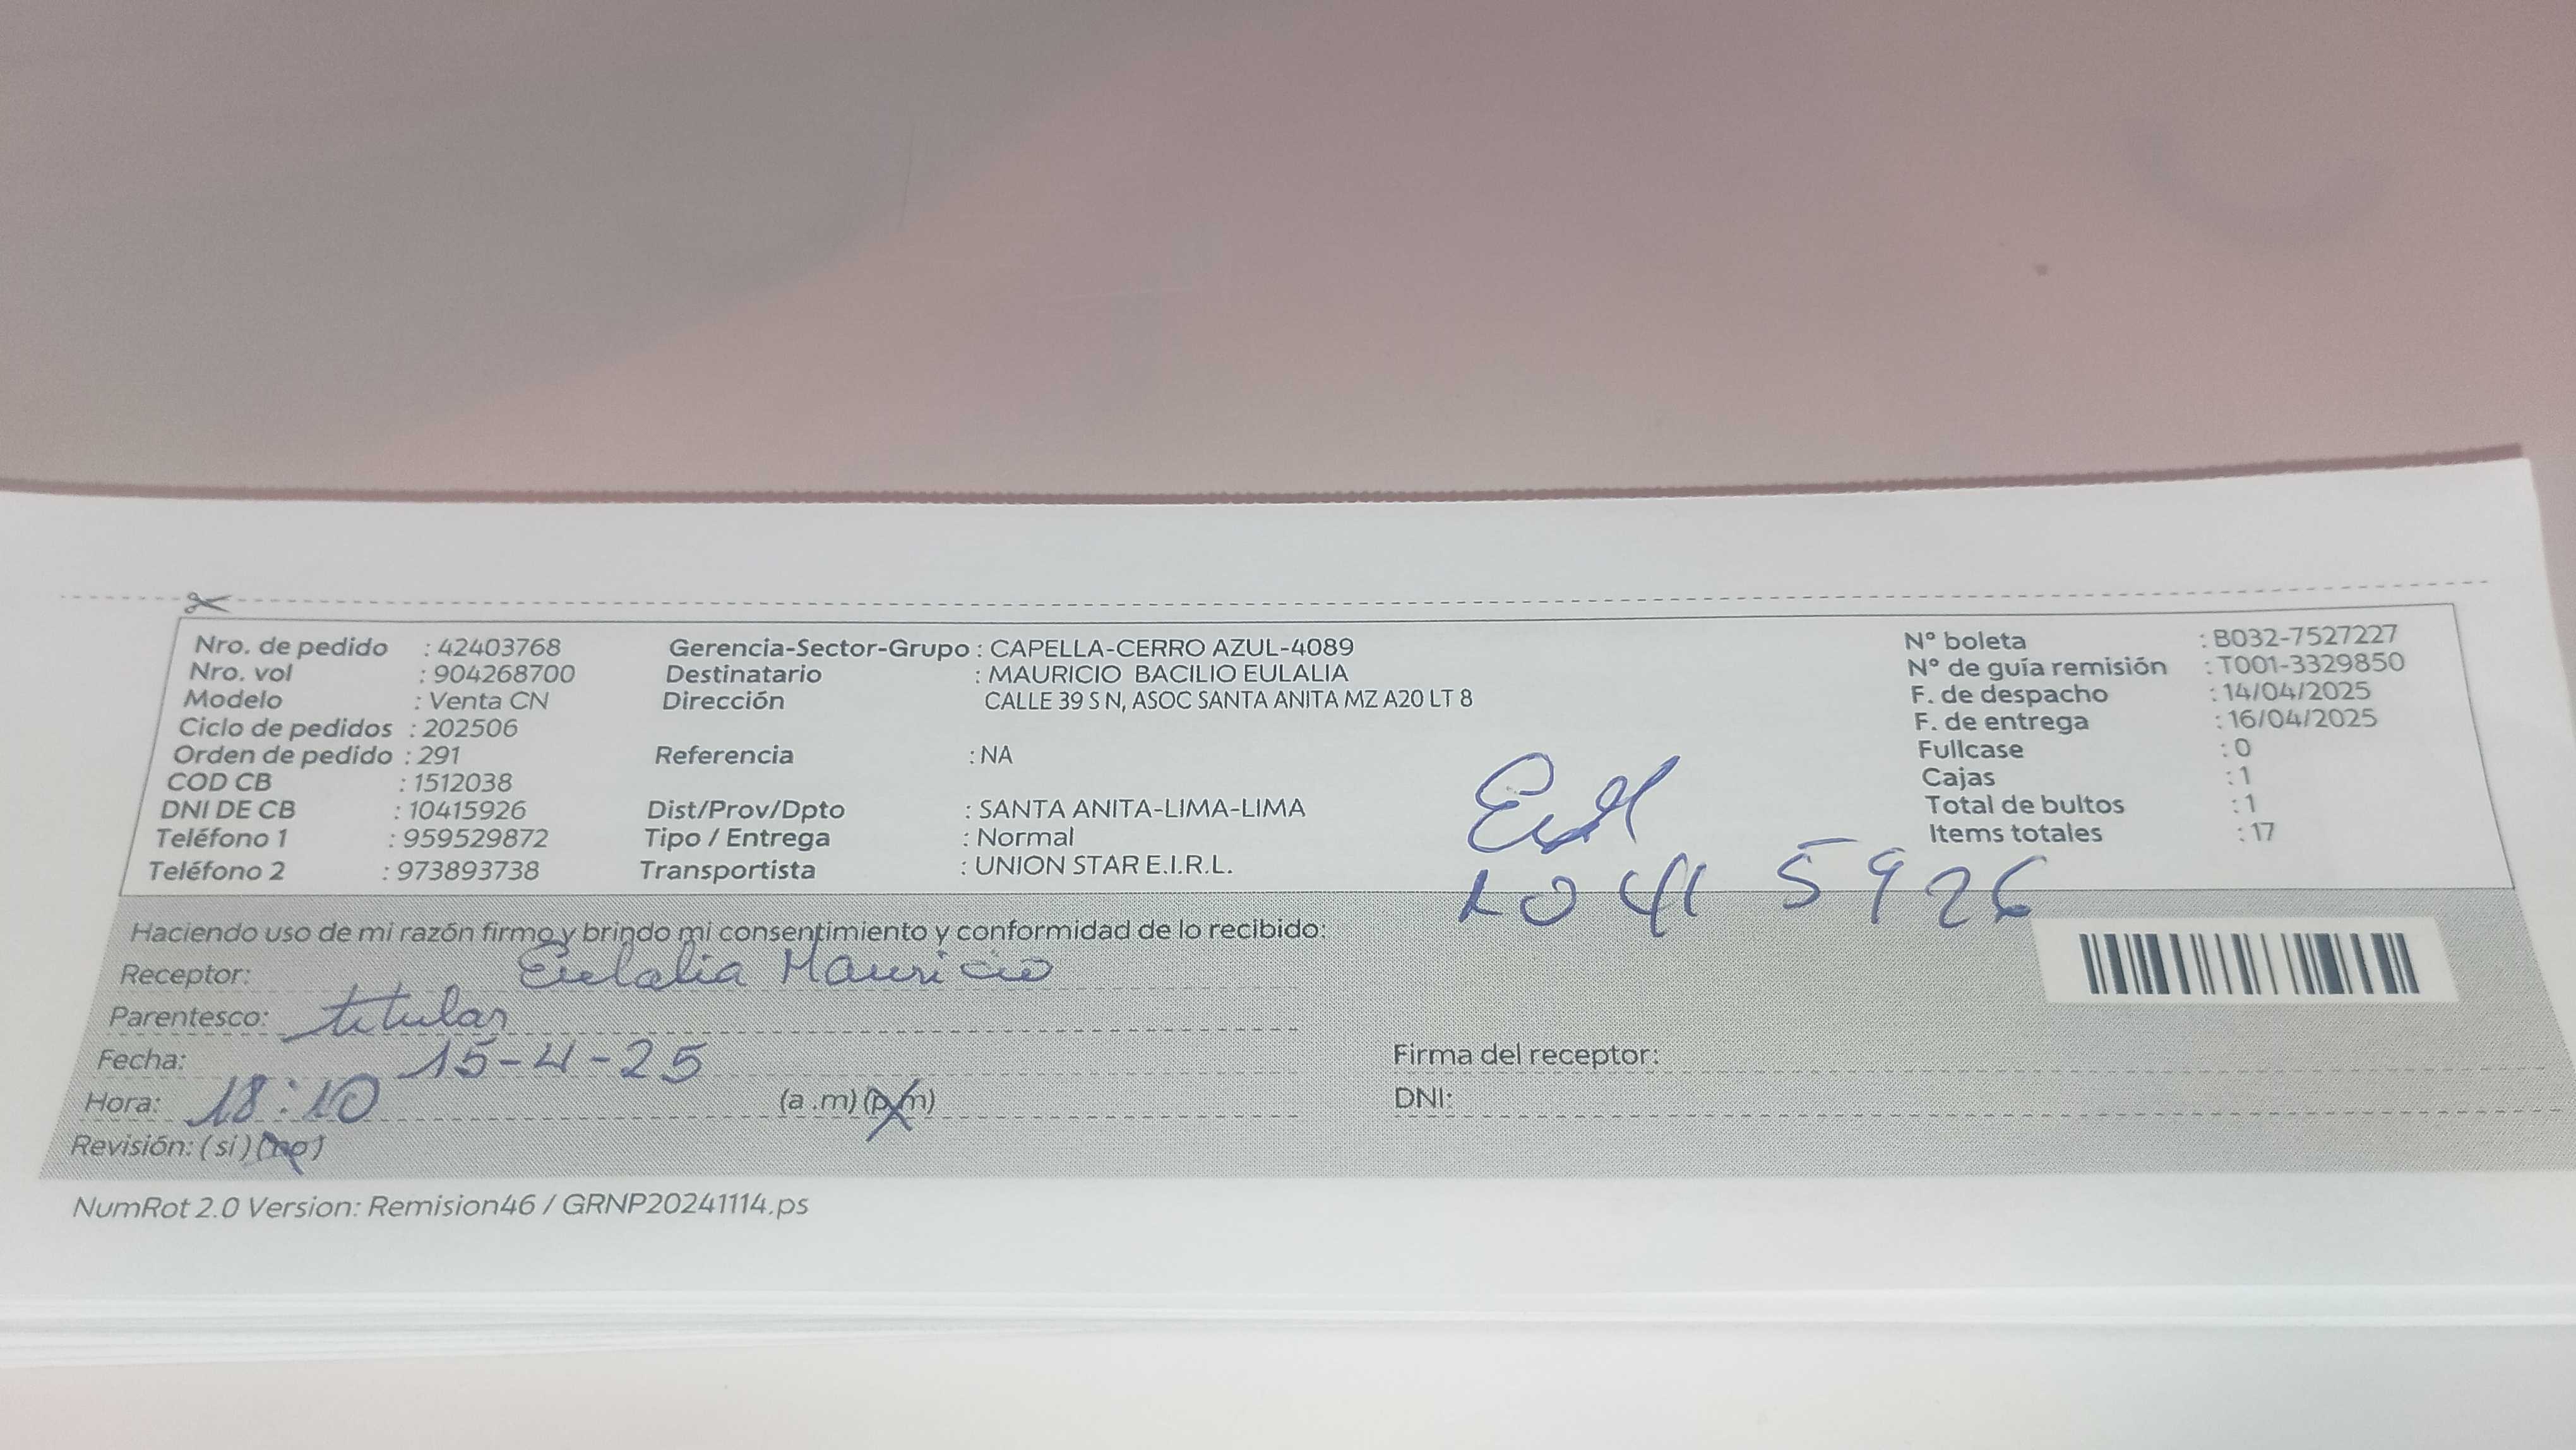 Nro. de pedido : 42403768
Nro. vol : 904268700
Modelo : Venta CN
Ciclo de pedidos : 202506
Orden de pedido : 291
COD CB : 1512038
DNI DE CB : 10415926
Teléfono 1 : 959529872
Teléfono 2 : 973893738
Gerencia-Sector-Grupo : CAPELLA-CERRO AZUL-4089
Destinatario : MAURICIO BACILIO EULALIA
Dirección CALLE 39 S N, ASOC SANTA ANITA MZ A20 LT 8
Referencia : NA
Dist/Prov/Dpto : SANTA ANITA-LIMA-LIMA
Tipo / Entrega : Normal
Transportista : UNION STAR E.I.R.L.
N° boleta : B032-7527227
N° de guía remisión : T001-3329850
F. de despacho : 14/04/2025
F. de entrega : 16/04/2025
Fullcase : 0
Cajas : 1
Total de bultos : 1
Items totales : 17
10415926
Haciendo uso de mi razón firmo y brindo mi consentimiento y conformidad de lo recibido:
Receptor: Eulalia Mauricio
Parentesco: titular
Fecha: 15-4-25
Hora: 18:10 (a .m) (p.m)
Revisión: ( si ) (no)
Firma del receptor:
DNI:
NumRot 2.0 Version: Remision46 / GRNP20241114.ps